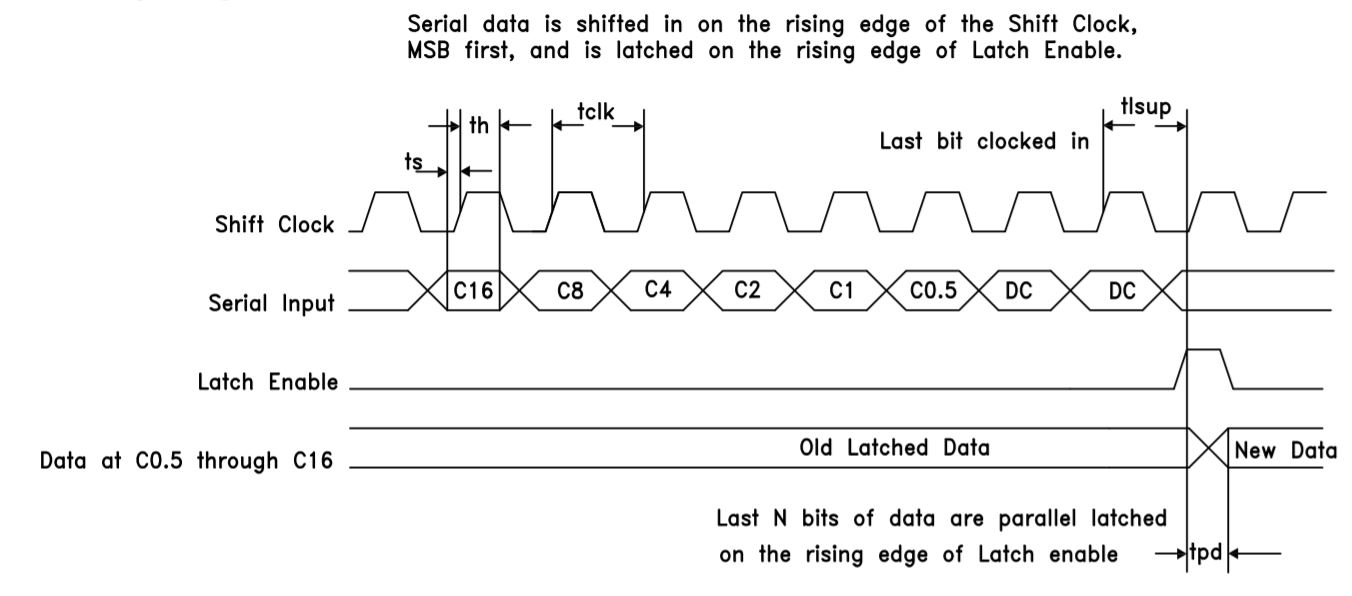 Serial data is shifted in on the rising edge of the Shift Clock,
MSB first, and is latched on the rising edge of Latch Enable.
th
tclk
tlsup
Last bit clocked in
ts
Shift Clock
Serial Input
C16
C8
C4
C2
C1
C0.5
DC
DC
Latch Enable
Data at C0.5 through C16
Old Latched Data
New Data
Last N bits of data are parallel latched
on the rising edge of Latch enable
tpd